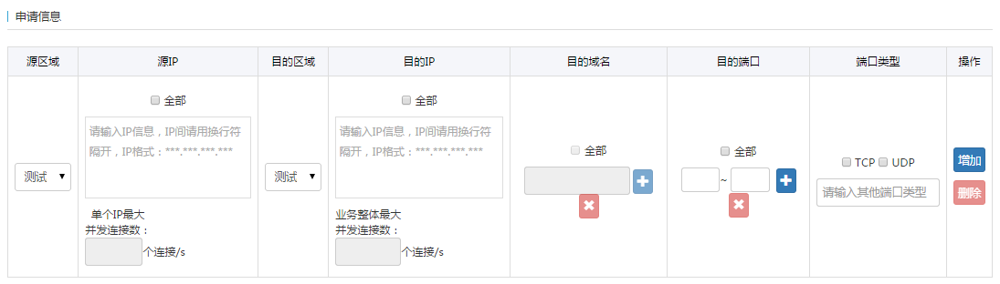 申请信息
源区域 源IP 目的区域 目的IP 目的域名 目的端口 端口类型 操作
测试
全部
请输入IP信息，IP间请用换行符
隔开，IP格式：***.***.***.***
单个IP最大
并发连接数：
个连接/s
测试
全部
请输入IP信息，IP间请用换行符
隔开，IP格式：***.***.***.***
业务整体最大
并发连接数：
个连接/s
全部
全部
~
TCP UDP
请输入其他端口类型
增加
删除